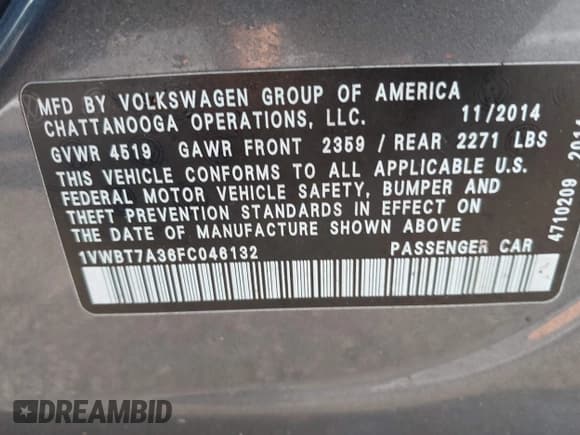 MFD BY VOLKSWAGEN GROUP OF AMERICA
CHATTANOOGA OPERATIONS, LLC. 11/2014
GVWR 4519 GAWR FRONT 2359 / REAR 2271 LBS
THIS VEHICLE CONFORMS TO ALL APPLICABLE U.S.
FEDERAL MOTOR VEHICLE SAFETY, BUMPER AND
THEFT PREVENTION STANDARDS IN EFFECT ON
THE DATE OF MANUFACTURE SHOWN ABOVE
1VWBT7A36FC046132 PASSENGER CAR
4710209
DREAMBID